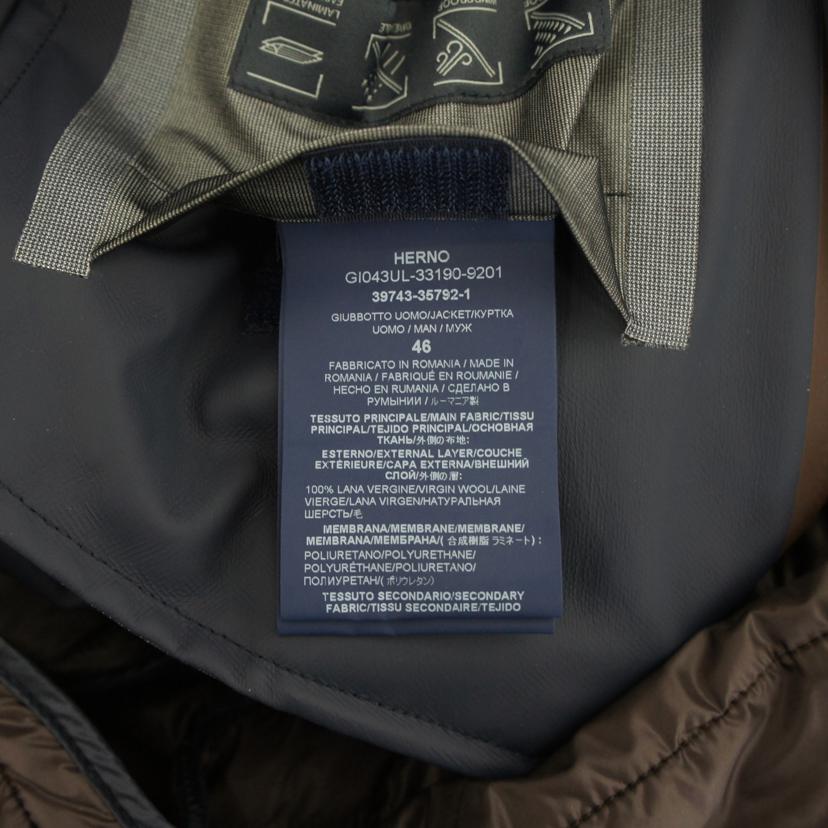 LAMINATED
WINDPROOF
HERNO
GI043UL-33190-9201
39743-35792-1
GIUBBOTTO UOMO/JACKET/КУРТКА
UOMO / MAN / МУЖ
46
FABBRICATO IN ROMANIA / MADE IN
ROMANIA / FABRIQUÉ EN ROUMANIE /
HECHO EN RUMANIA / СДЕЛАНО В
РУМЫНИИ / ルーマニア製
TESSUTO PRINCIPALE/MAIN FABRIC/TISSU
PRINCIPAL/TEJIDO PRINCIPAL/ОСНОВНАЯ
ТКАНЬ/外側の布地:
ESTERNO/EXTERNAL LAYER/COUCHE
EXTÉRIEURE/CAPA EXTERNA/ВНЕШНИЙ
СЛОЙ/外側の層:
100% LANA VERGINE/VIRGIN WOOL/LAINE
VIERGE/LANA VIRGEN/НАТУРАЛЬНАЯ
ШЕРСТЬ/毛
MEMBRANA/MEMBRANE/MEMBRANE/
MEMBRANA/МЕМБРАНА/( 合成樹脂 ラミネート) :
POLIURETANO/POLYURETHANE/
POLYURÉTHANE/POLIURETANO/
ПОЛИУРЕТАН/( ポリウレタン)
TESSUTO SECONDARIO/SECONDARY
FABRIC/TISSU SECONDAIRE/TEJIDO